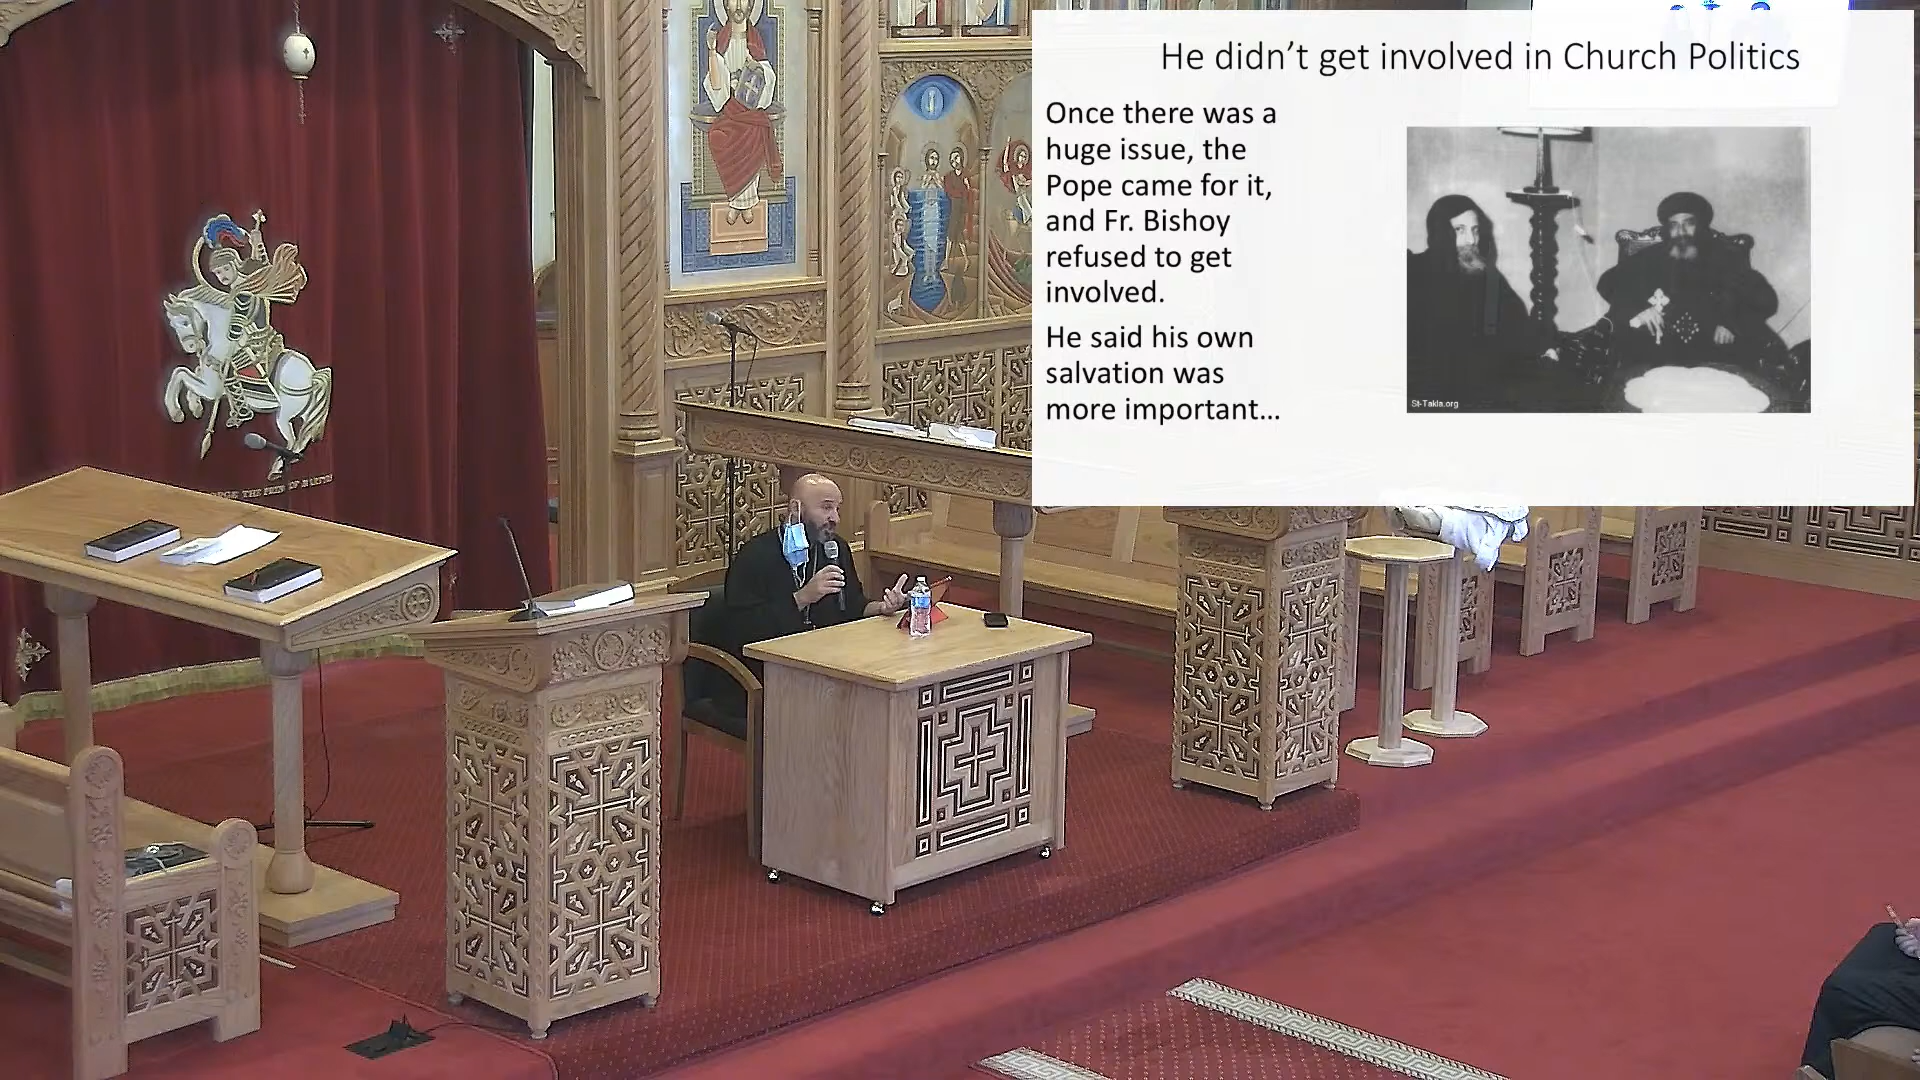 He didn't get involved in Church Politics
Once there was a
huge issue, the
Pope came for it,
and Fr. Bishoy
refused to get
involved.
He said his own
salvation was
more important...
St-Takla.org